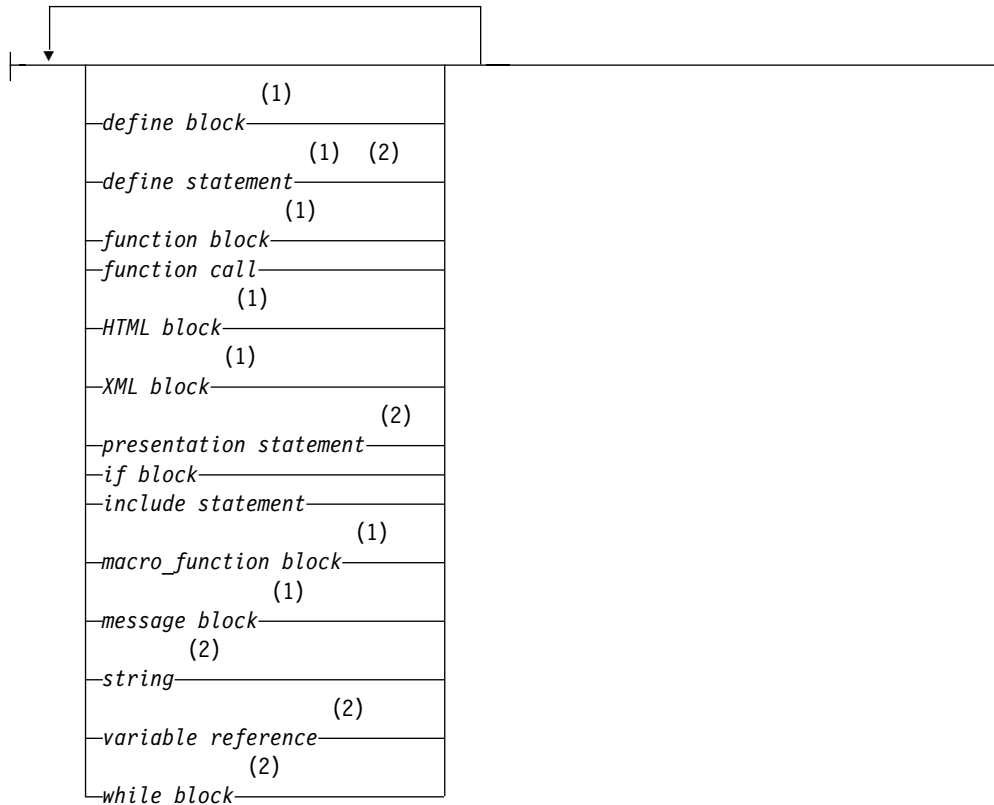 (1)
define block
(1) (2)
define statement
(1)
function block
function call
(1)
HTML block
(1)
XML block
(2)
presentation statement
if block
include statement
(1)
macro_function block
(1)
message block
(2)
string
(2)
variable reference
(2)
while block